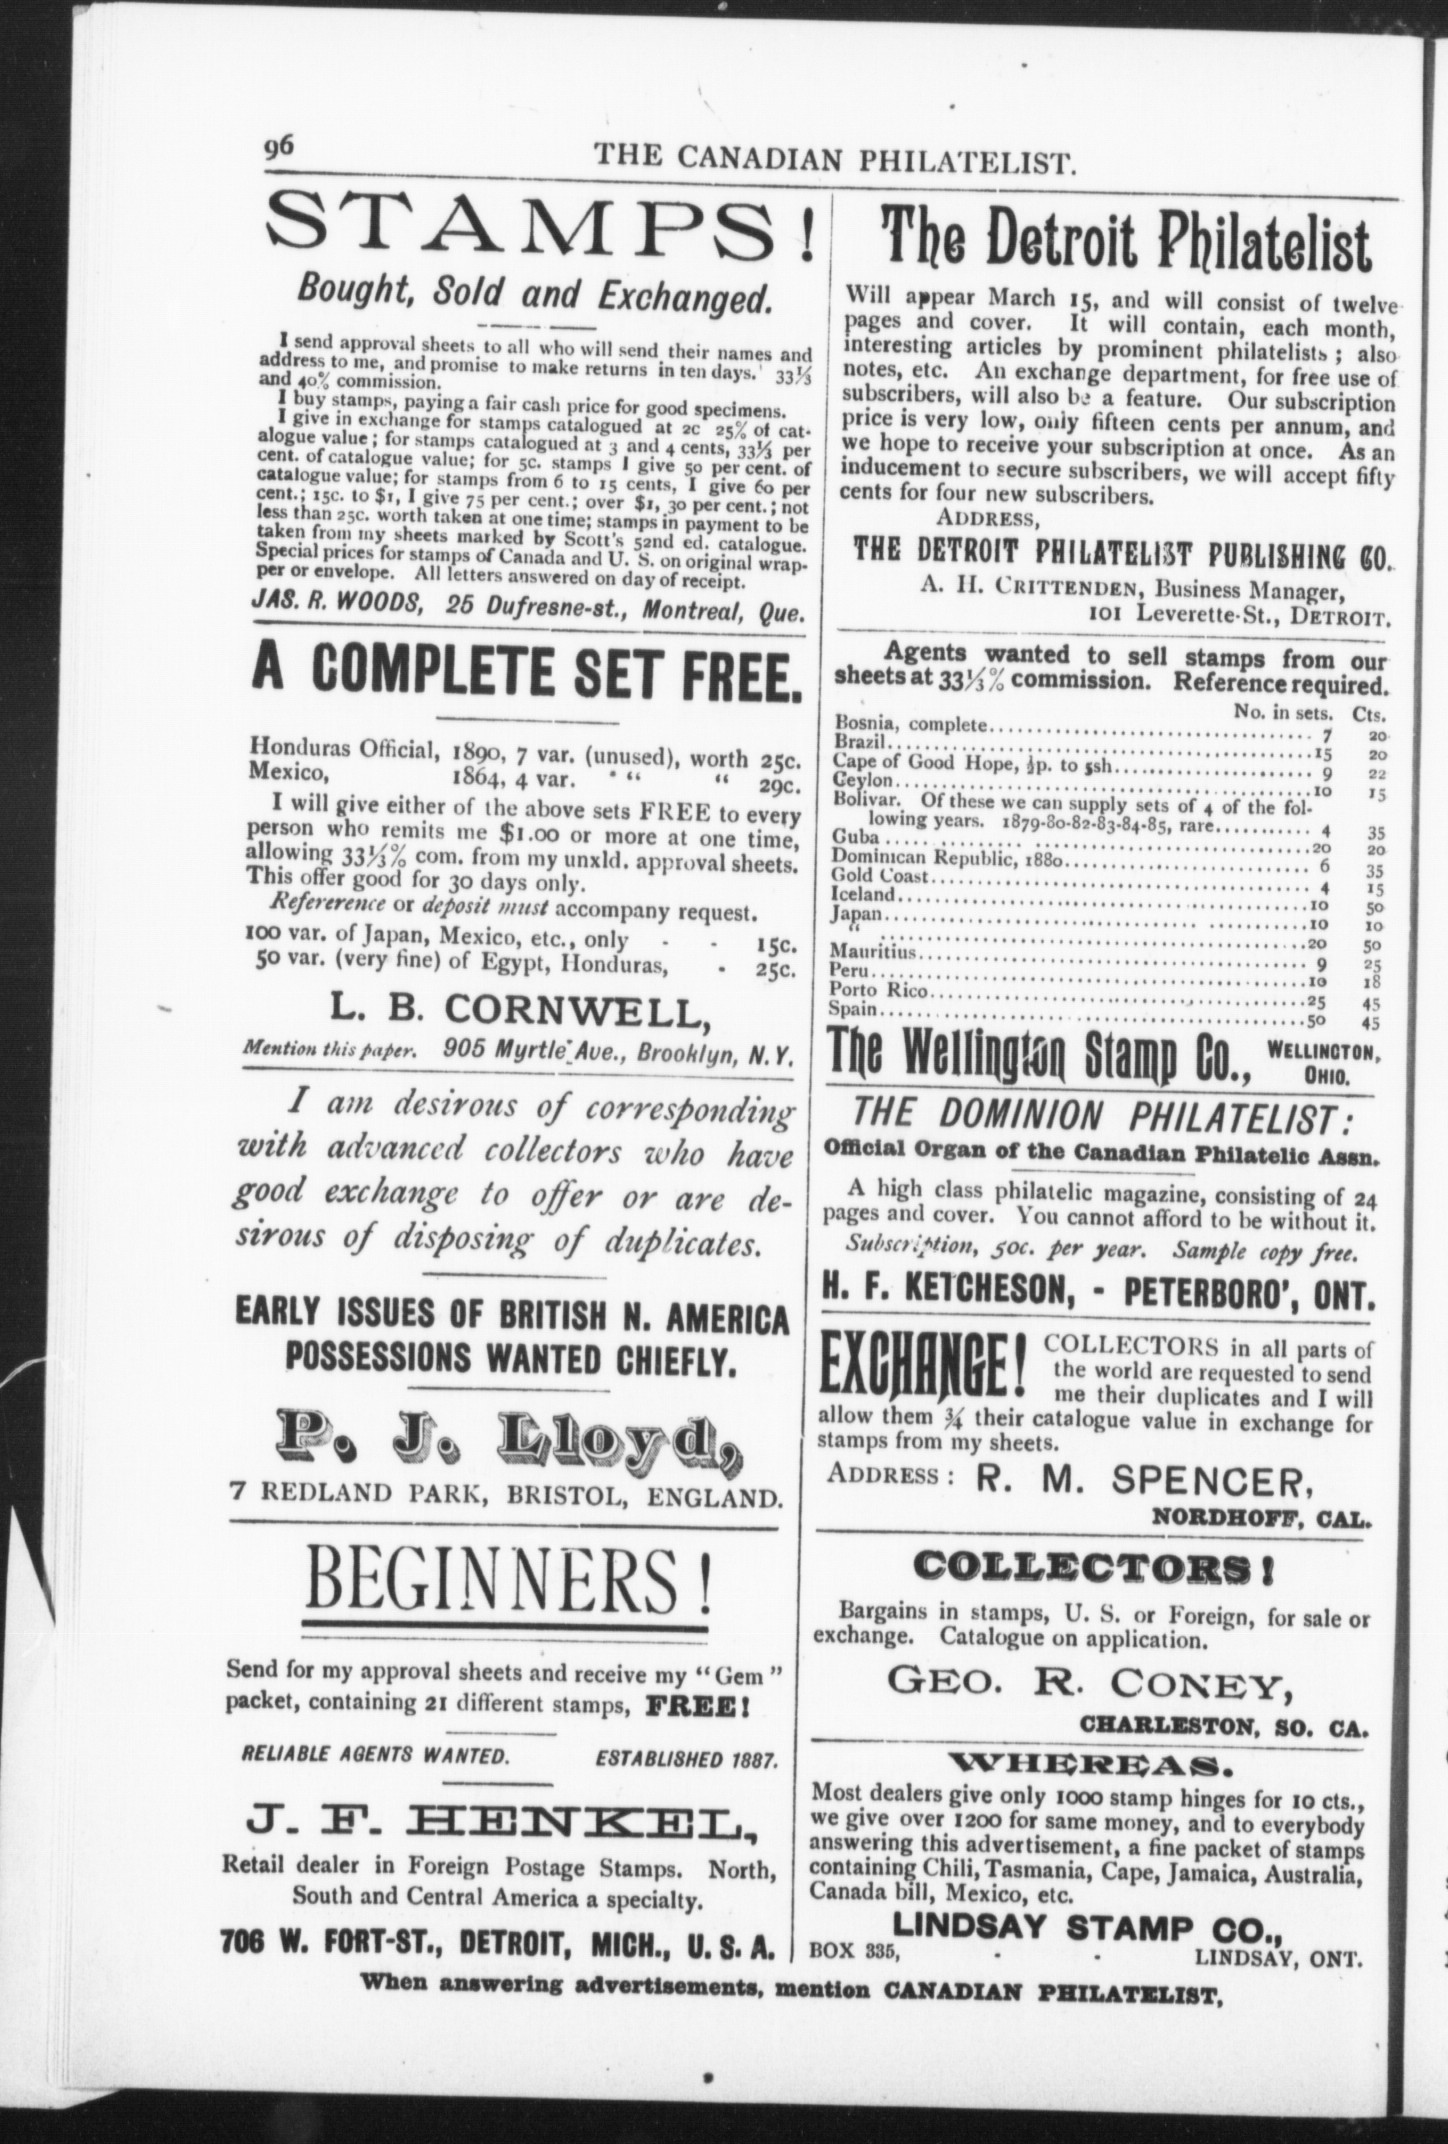 96
THE CANADIAN PHILATELIST.
STAMPS!
Bought, Sold and Exchanged.
I send approval sheets to all who will send their names and
address to me, and promise to make returns in ten days. 33⅓
and 40% commission.
I buy stamps, paying a fair cash price for good specimens.
I give in exchange for stamps catalogued at 2c 25% of cat-
alogue value; for stamps catalogued at 3 and 4 cents, 33⅓ per
cent. of catalogue value; for 5c. stamps I give 50 per cent. of
catalogue value; for stamps from 6 to 15 cents, I give 60 per
cent.; 15c. to $1, I give 75 per cent.; over $1, 30 per cent.; not
less than 25c. worth taken at one time; stamps in payment to be
taken from my sheets marked by Scott's 52nd ed. catalogue.
Special prices for stamps of Canada and U. S. on original wrap-
per or envelope. All letters answered on day of receipt.
JAS. R. WOODS, 25 Dufresne-st., Montreal, Que.
A COMPLETE SET FREE.
Honduras Official, 1890, 7 var. (unused), worth 25c.
Mexico, 1864, 4 var. " " 29c.
I will give either of the above sets FREE to every
person who remits me $1.00 or more at one time,
allowing 33⅓% com. from my unxld. approval sheets.
This offer good for 30 days only.
Refererence or deposit must accompany request.
100 var. of Japan, Mexico, etc., only - - 15c.
50 var. (very fine) of Egypt, Honduras, - 25c.
L. B. CORNWELL,
Mention this paper. 905 Myrtle Ave., Brooklyn, N.Y.
I am desirous of corresponding
with advanced collectors who have
good exchange to offer or are de-
sirous of disposing of duplicates.
EARLY ISSUES OF BRITISH N. AMERICA
POSSESSIONS WANTED CHIEFLY.
P. J. Lloyd,
7 REDLAND PARK, BRISTOL, ENGLAND.
BEGINNERS!
Send for my approval sheets and receive my "Gem"
packet, containing 21 different stamps, FREE!
RELIABLE AGENTS WANTED. ESTABLISHED 1887.
J. F. HENKEL,
Retail dealer in Foreign Postage Stamps. North,
South and Central America a specialty.
706 W. FORT-ST., DETROIT, MICH., U. S. A.
The Detroit Philatelist
Will appear March 15, and will consist of twelve
pages and cover. It will contain, each month,
interesting articles by prominent philatelists; also
notes, etc. An exchange department, for free use of
subscribers, will also be a feature. Our subscription
price is very low, only fifteen cents per annum, and
we hope to receive your subscription at once. As an
inducement to secure subscribers, we will accept fifty
cents for four new subscribers.
ADDRESS,
THE DETROIT PHILATELIST PUBLISHING CO.
A. H. CRITTENDEN, Business Manager,
101 Leverette-St., DETROIT.
Agents wanted to sell stamps from our
sheets at 33⅓% commission. Reference required.
No. in sets. Cts.
Bosnia, complete........ 7 20
Brazil........ 15 20
Cape of Good Hope, ½p. to 5sh........ 9 22
Ceylon........ 10 15
Bolivar. Of these we can supply sets of 4 of the fol-
lowing years. 1879-80-82-83-84-85, rare........ 4 35
Cuba........ 20 20
Dominican Republic, 1880........ 6 35
Gold Coast........ 4 15
Iceland........ 10 50
Japan........ 10 10
"........ 20 50
Mauritius........ 9 25
Peru........ 10 18
Porto Rico........ 25 45
Spain........ 50 45
The Wellington Stamp Co., WELLINGTON,
OHIO.
THE DOMINION PHILATELIST:
Official Organ of the Canadian Philatelic Assn.
A high class philatelic magazine, consisting of 24
pages and cover. You cannot afford to be without it.
Subscription, 50c. per year. Sample copy free.
H. F. KETCHESON, - PETERBORO', ONT.
EXCHANGE! COLLECTORS in all parts of
the world are requested to send
me their duplicates and I will
allow them ¾ their catalogue value in exchange for
stamps from my sheets.
ADDRESS: R. M. SPENCER,
NORDHOFF, CAL.
COLLECTORS!
Bargains in stamps, U. S. or Foreign, for sale or
exchange. Catalogue on application.
GEO. R. CONEY,
CHARLESTON, SO. CA.
WHEREAS.
Most dealers give only 1000 stamp hinges for 10 cts.,
we give over 1200 for same money, and to everybody
answering this advertisement, a fine packet of stamps
containing Chili, Tasmania, Cape, Jamaica, Australia,
Canada bill, Mexico, etc.
LINDSAY STAMP CO.,
BOX 335, - - LINDSAY, ONT.
When answering advertisements, mention CANADIAN PHILATELIST,